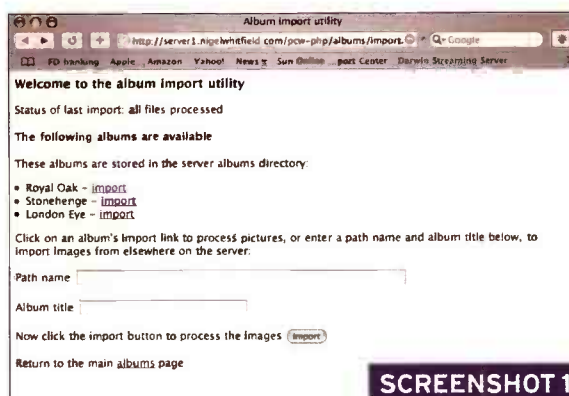 Album import utility
http://server1.nigelwhitfield.com/pcw-php/albums/import.
Q- Google
FD banking Apple Amazon Yahoo! News Sun Online port Center Darwin Streaming Server
Welcome to the album import utility
Status of last import: all files processed
The following albums are available
These albums are stored in the server albums directory:
• Royal Oak – import
• Stonehenge – import
• London Eye – import
Click on an album's Import link to process pictures, or enter a path name and album title below, to
import images from elsewhere on the server:
Path name
Album title
Now click the import button to process the images Import
Return to the main albums page
SCREENSHOT 1